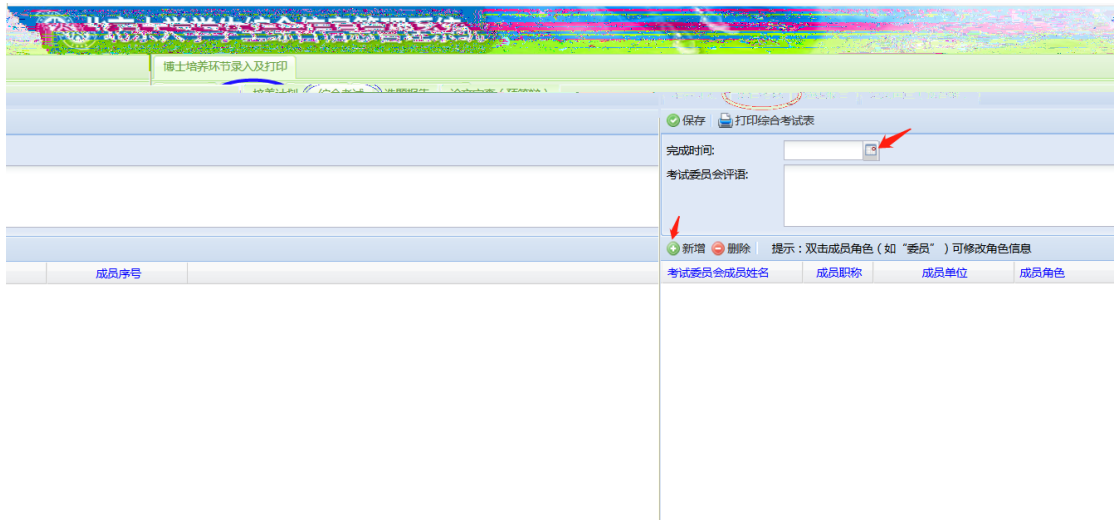 博士培养环节录入及打印
保存 打印综合考试表
完成时间:
考试委员会评语:
新增 删除 提示：双击成员角色（如“委员”）可修改角色信息
成员序号
考试委员会成员姓名 成员职称 成员单位 成员角色